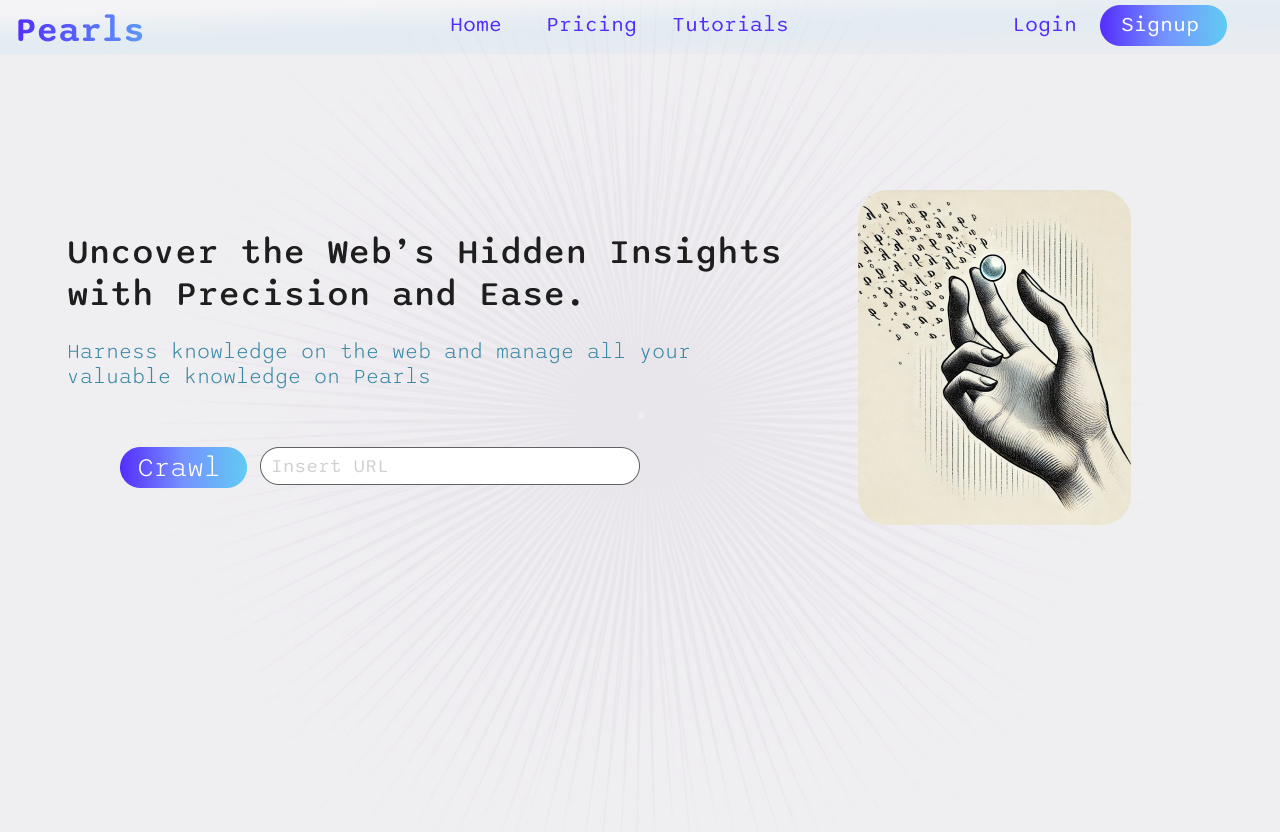 Pearls
Home Pricing Tutorials Login Signup
Uncover the Web’s Hidden Insights
with Precision and Ease.
Harness knowledge on the web and manage all your
valuable knowledge on Pearls
Crawl Insert URL